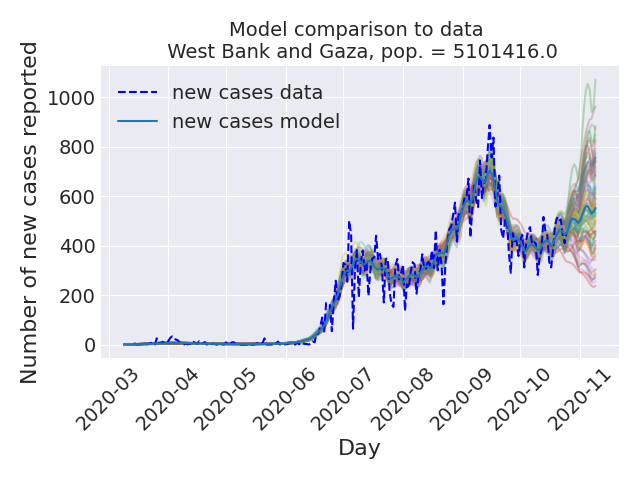 Model comparison to data
West Bank and Gaza, pop. = 5101416.0
Number of new cases reported
new cases data
new cases model
1000
800
600
400
200
0
2020-03
2020-04
2020-05
2020-06
2020-07
2020-08
2020-09
2020-10
2020-11
Day